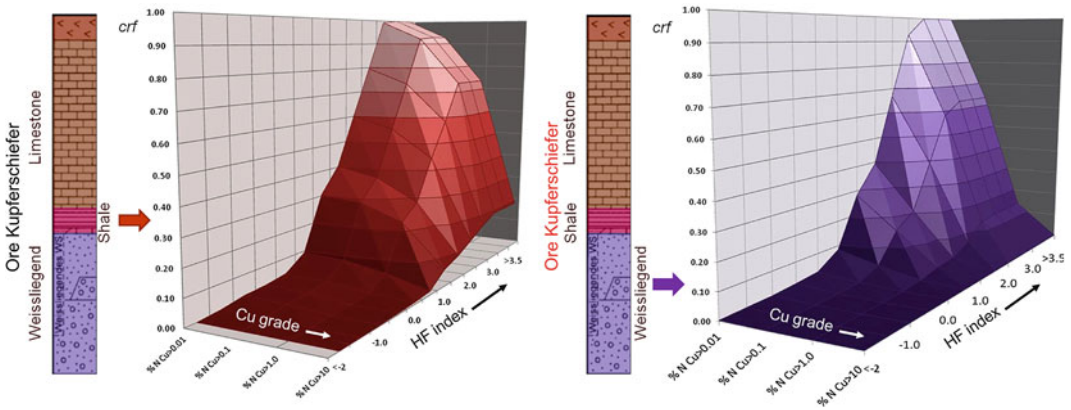 Ore Kupferschiefer
Limestone
Shale
Weissliegend
Weissliegendes Ws
crf
1.00
0.90
0.80
0.70
0.60
0.50
0.40
0.30
0.20
0.10
0.00
% N Cu>0.01
% N Cu>0.1
% N Cu>1.0
% N Cu>10
Cu grade
<-2
-1.0
0.0
1.0
2.0
3.0
>3.5
HF index
Ore Kupferschiefer
Limestone
Shale
Weissliegend
Weissliegendes Ws
crf
1.00
0.90
0.80
0.70
0.60
0.50
0.40
0.30
0.20
0.10
0.00
% N Cu>0.01
% N Cu>0.1
% N Cu>1.0
% N Cu>10
Cu grade
<-2
-1.0
0.0
1.0
2.0
3.0
>3.5
HF index